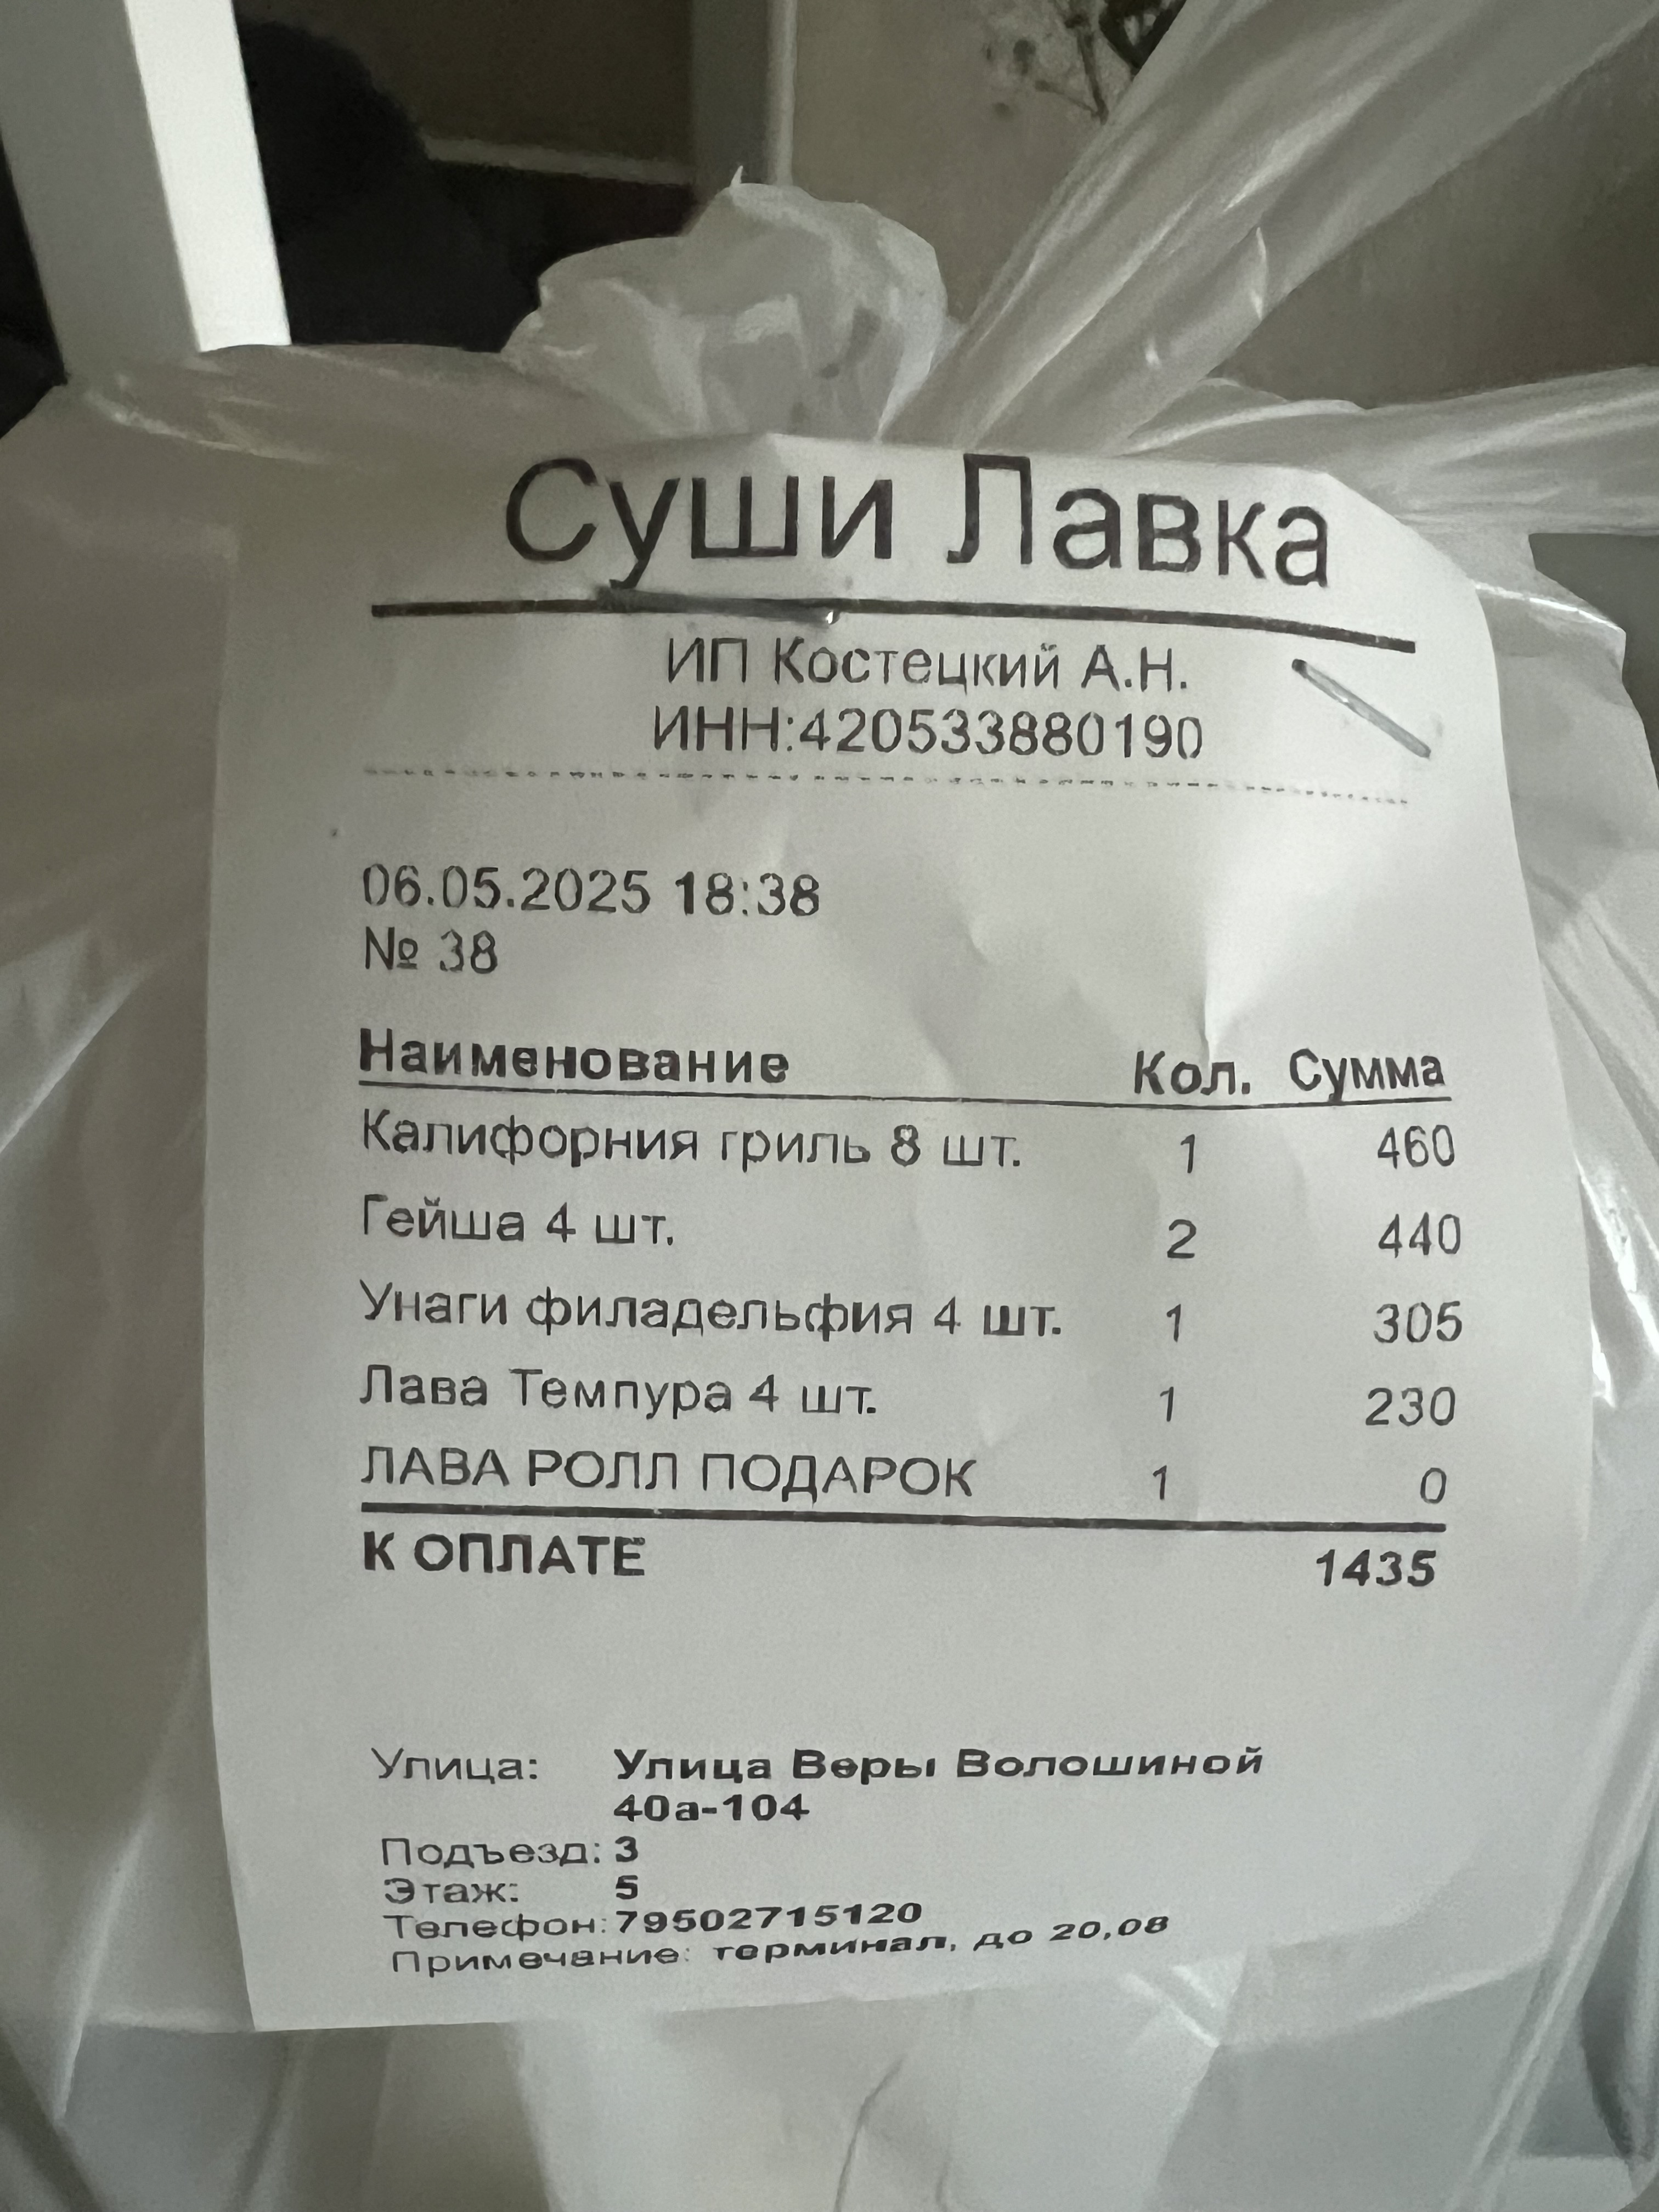 Суши Лавка
ИП Костецкий А.Н.
ИНН:420533880190
06.05.2025 18:38
№ 38
Наименование Кол. Сумма
Калифорния гриль 8 шт. 1 460
Гейша 4 шт. 2 440
Унаги филадельфия 4 шт. 1 305
Лава Темпура 4 шт. 1 230
ЛАВА РОЛЛ ПОДАРОК 1 0
К ОПЛАТЕ 1435
Улица: Улица Веры Волошиной
40а-104
Подъезд: 3
Этаж: 5
Телефон: 79502715120
Примечание: терминал, до 20,08